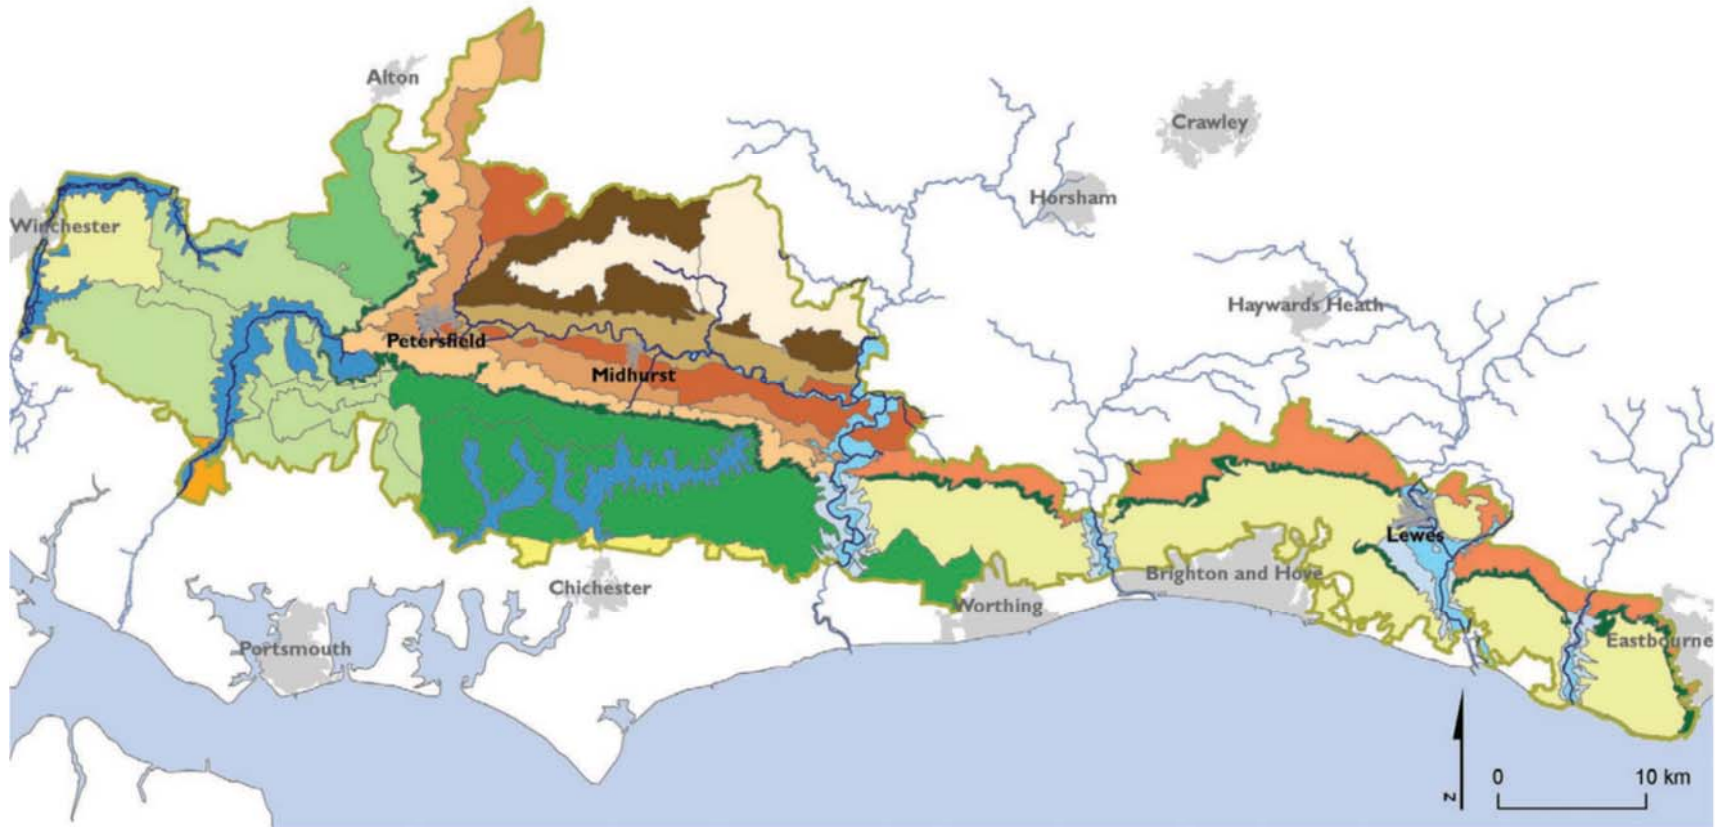 Alton
Crawley
Winchester
Horsham
Haywards Heath
Petersfield
Midhurst
Lewes
Chichester
Brighton and Hove
Worthing
Portsmouth
Eastbourne
N
0 10 km